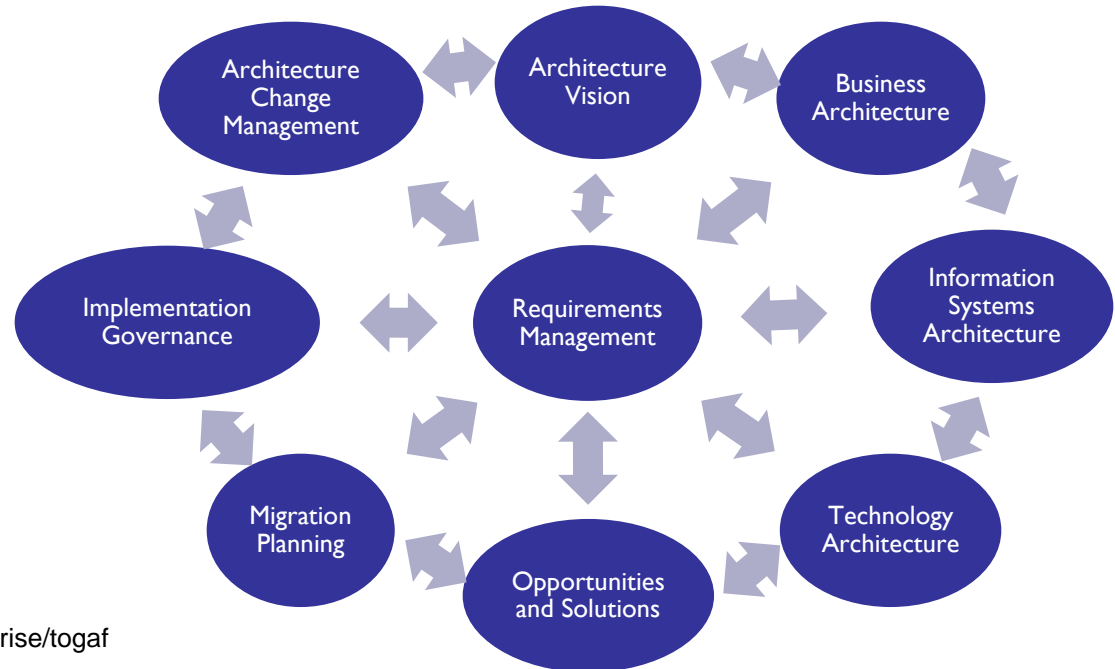 Architecture
Change
Management
Architecture
Vision
Business
Architecture
Implementation
Governance
Requirements
Management
Information
Systems
Architecture
Migration
Planning
Opportunities
and Solutions
Technology
Architecture
rise/togaf